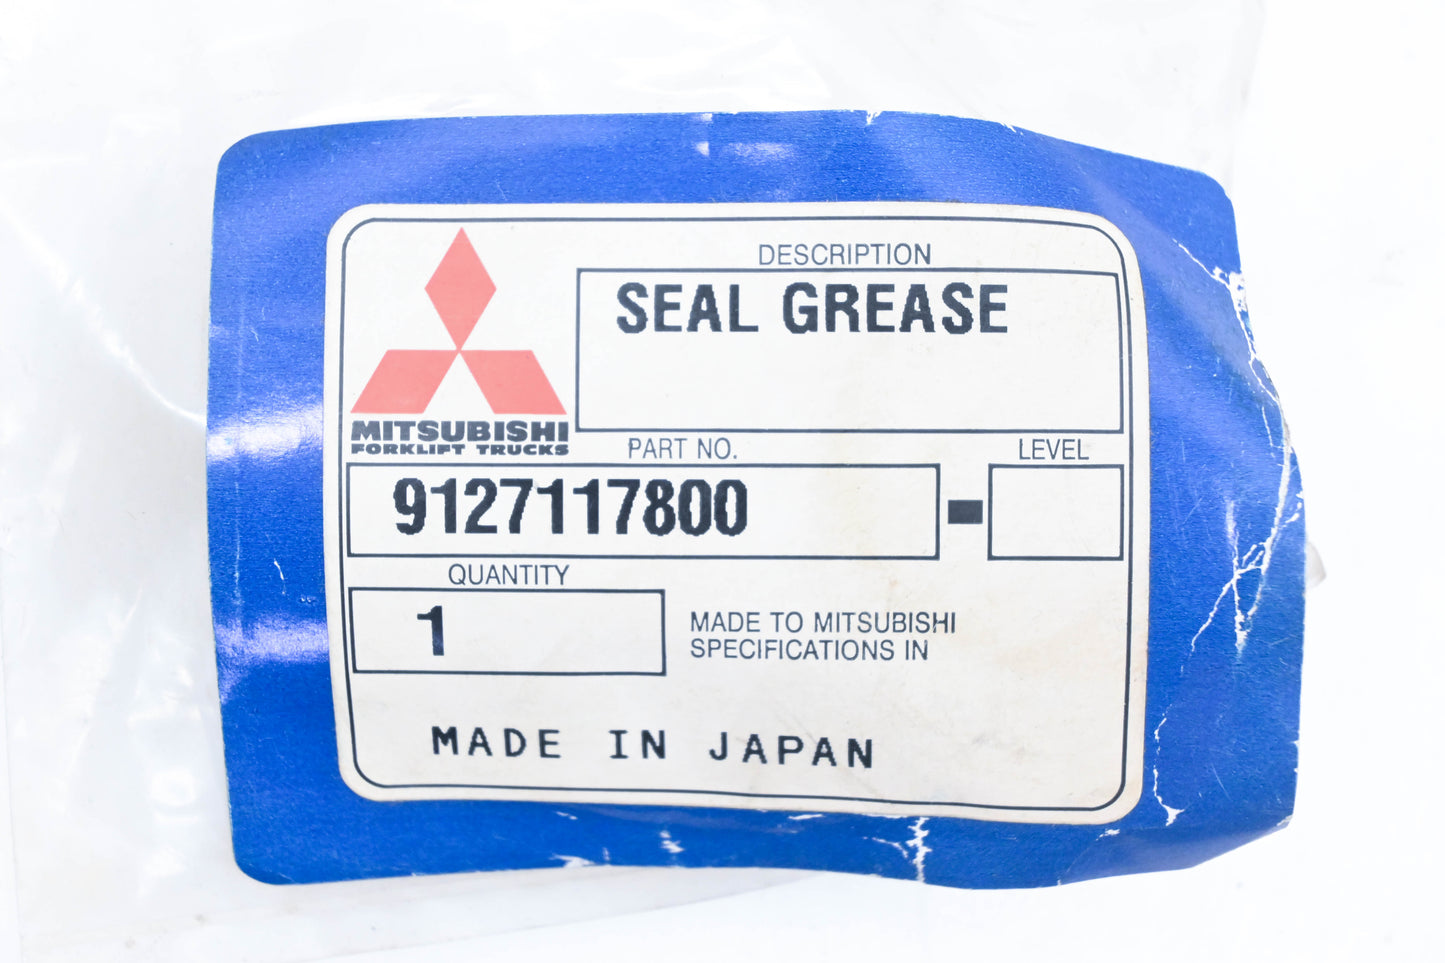 DESCRIPTION
SEAL GREASE
MITSUBISHI
FORKLIFT TRUCKS
PART NO.
LEVEL
9127117800 -
QUANTITY
1
MADE TO MITSUBISHI
SPECIFICATIONS IN
MADE IN JAPAN